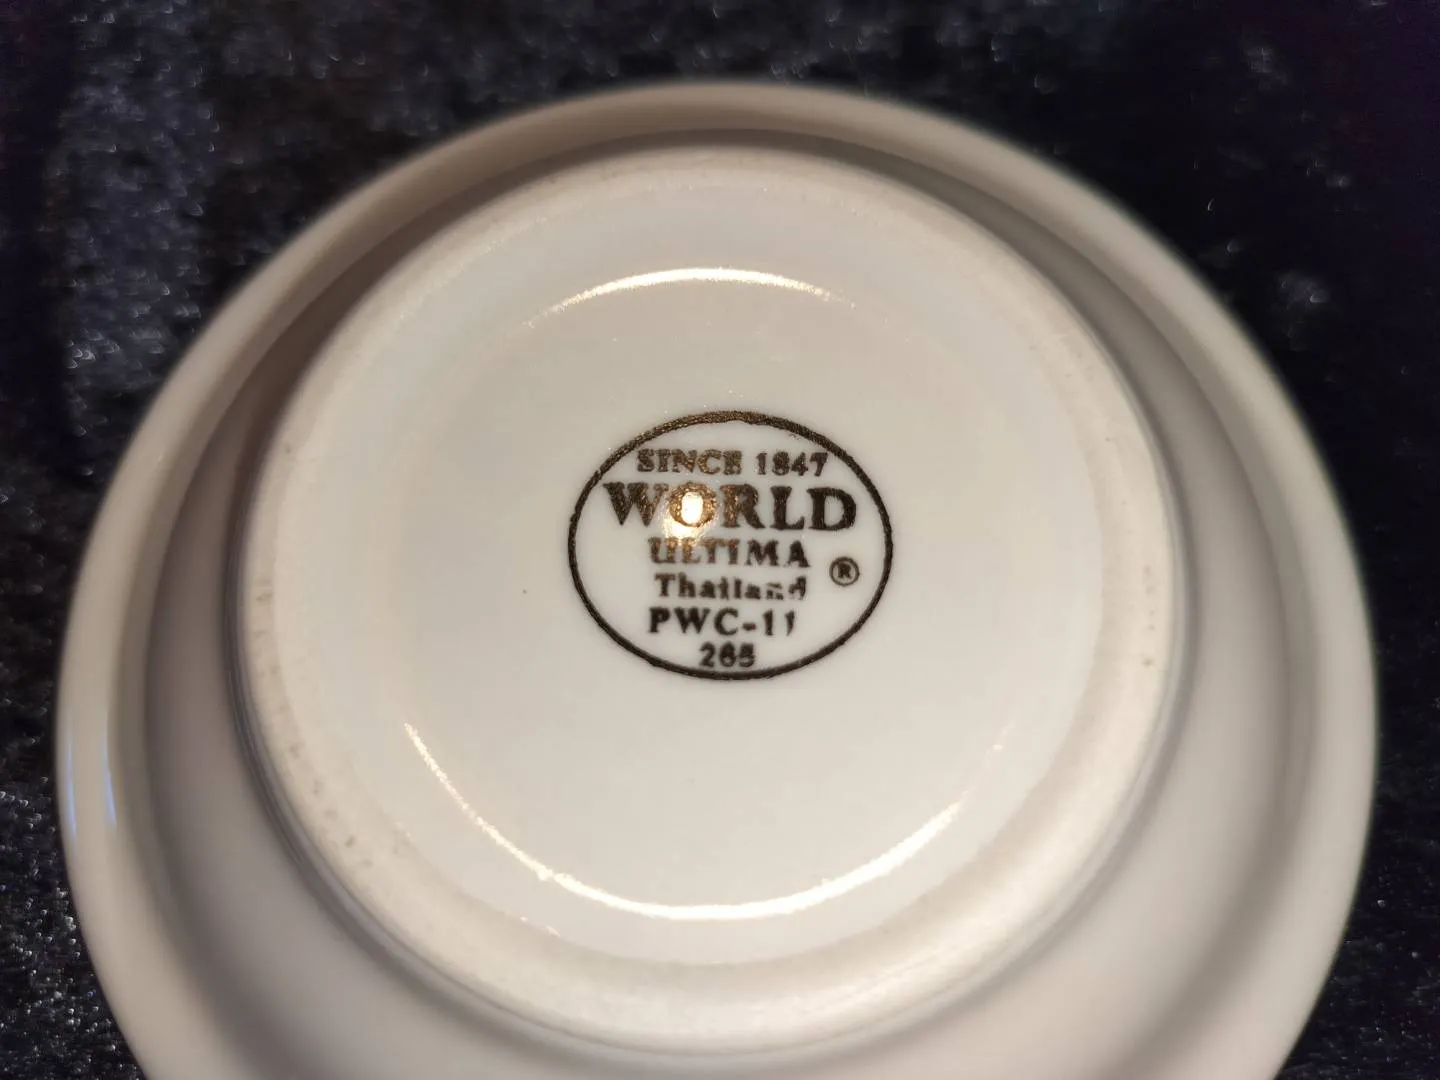 SINCE 1847
WORLD
ULTIMA
Thailand ®
PWC-11
265